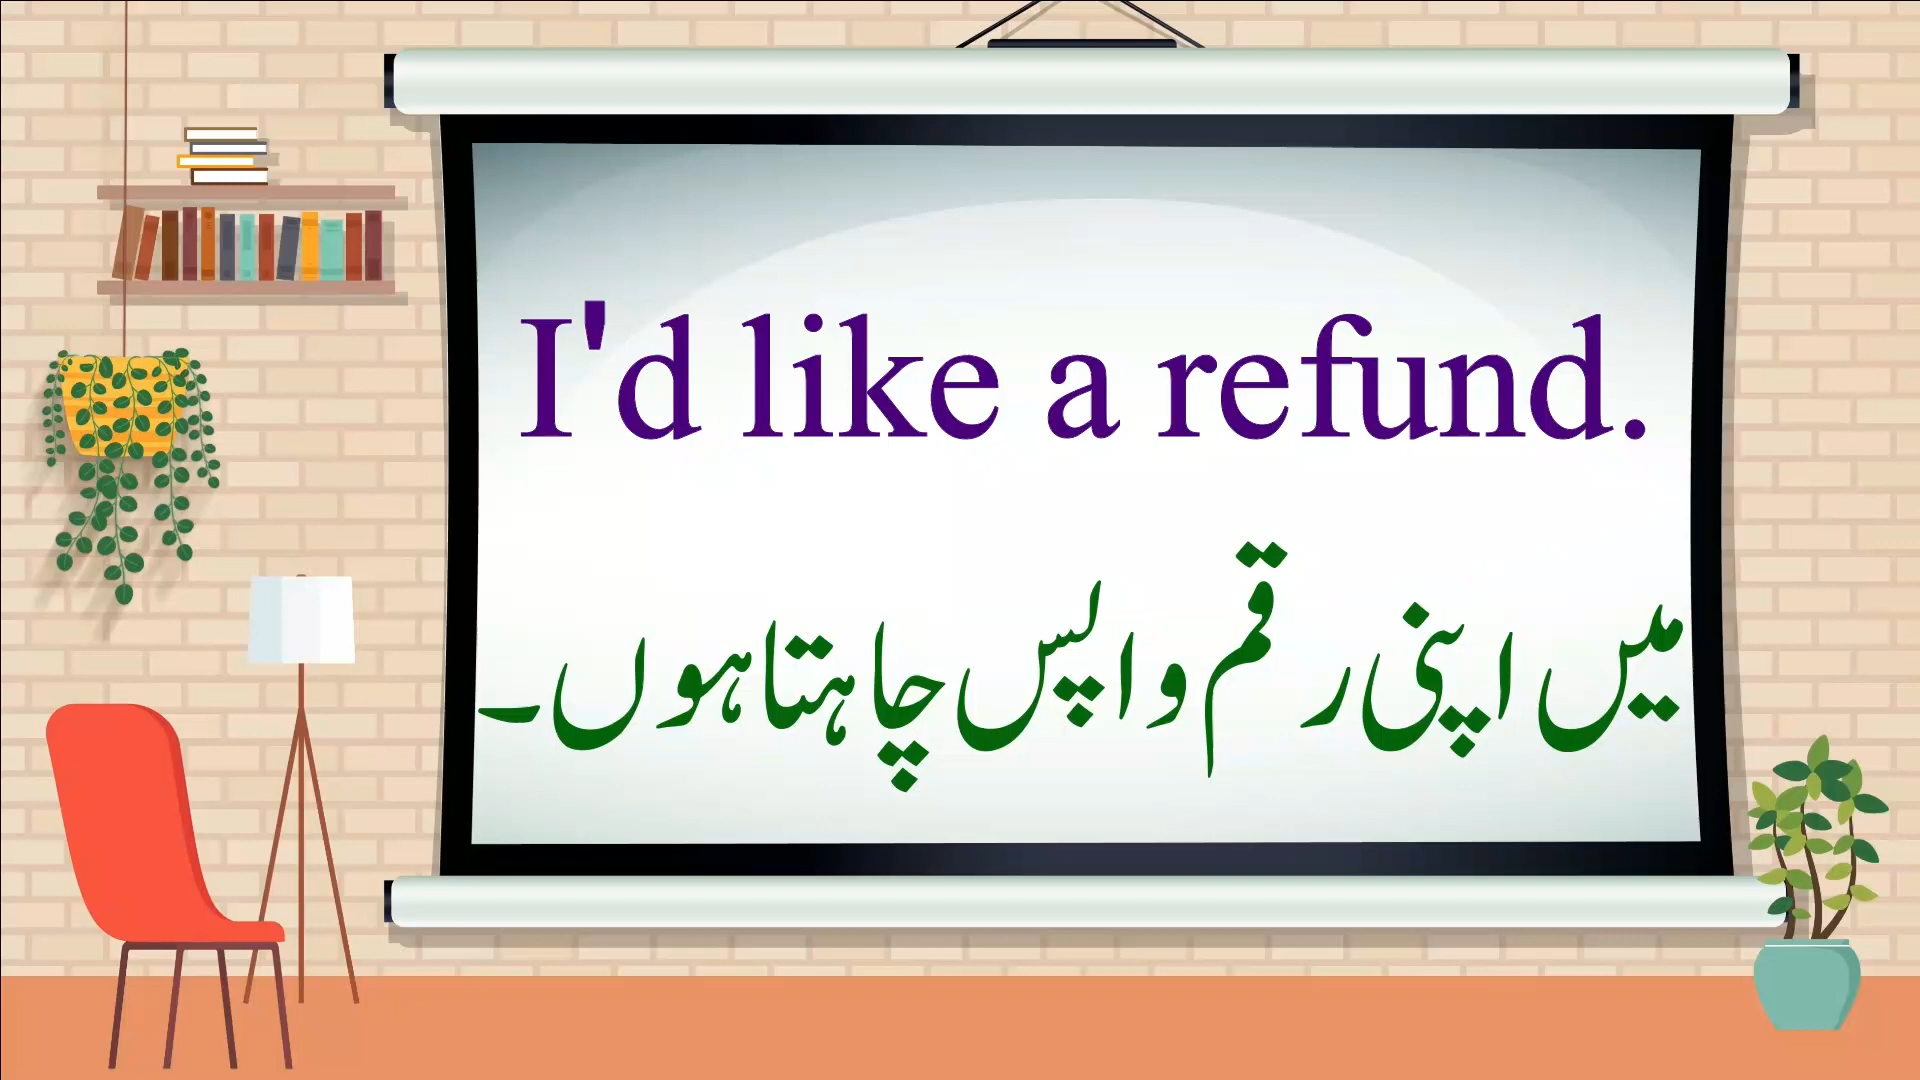 I'd like a refund.
میں اپنی رقم واپس چاہتا ہوں۔